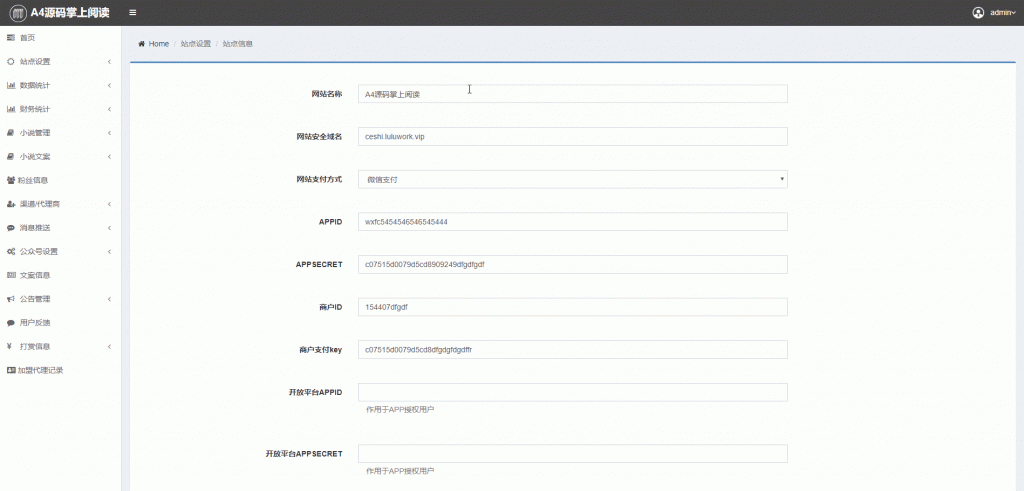 A4源码掌上阅读
admin
首页
站点设置
数据统计
财务统计
小说管理
小说文案
粉丝信息
渠道/代理商
消息推送
公众号设置
文案信息
公告管理
用户反馈
¥ 打赏信息
加盟代理记录
Home / 站点设置 / 站点信息
网站名称 A4源码掌上阅读
网站安全域名 ceshi.luluwork.vip
网站支付方式 微信支付
APPID wxfc5454546546545444
APPSECRET c07515d0079d5cd8909249dfgdfgdf
商户ID 154407dfgdf
商户支付key c07515d0079d5cd8dfgdgfdgdffr
开放平台APPID
作用于APP授权用户
开放平台APPSECRET
作用于APP授权用户